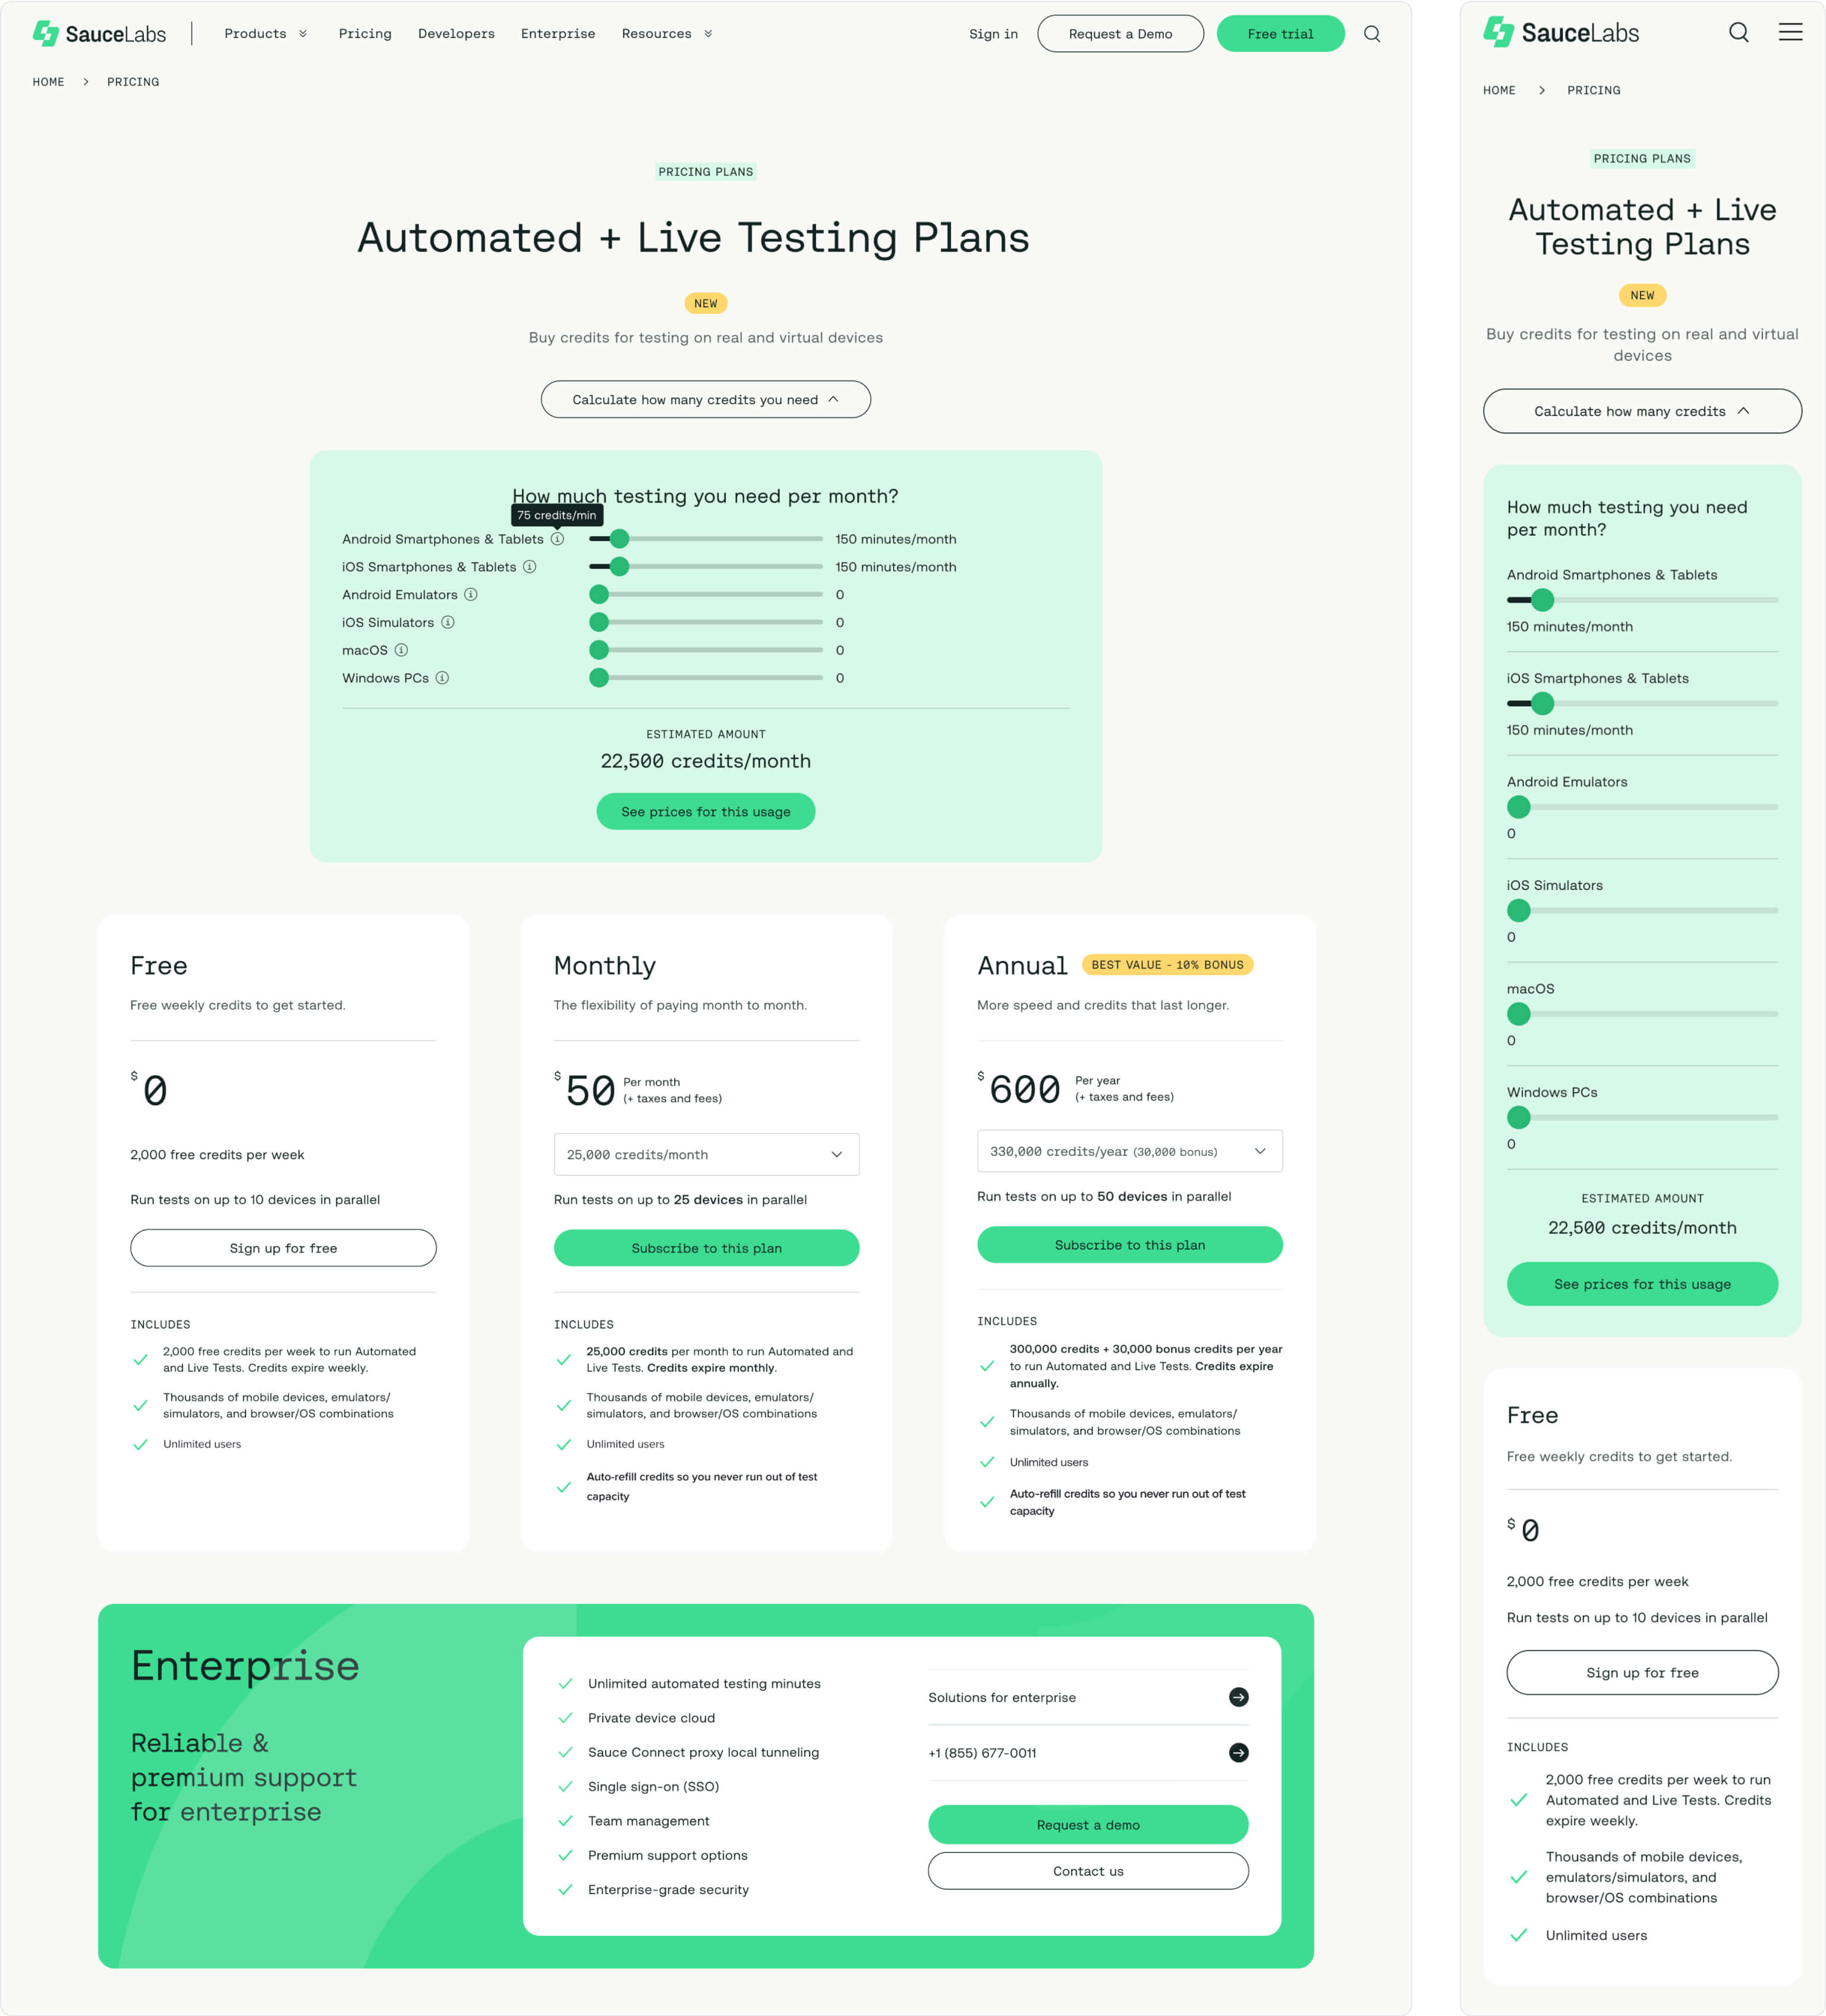 SauceLabs
Products
Pricing
Developers
Enterprise
Resources
Sign in
Request a Demo
Free trial
HOME > PRICING
PRICING PLANS
Automated + Live Testing Plans
NEW
Buy credits for testing on real and virtual devices
Calculate how many credits you need
How much testing you need per month?
75 credits/min
Android Smartphones & Tablets
150 minutes/month
iOS Smartphones & Tablets
150 minutes/month
Android Emulators
0
iOS Simulators
0
macOS
0
Windows PCs
0
ESTIMATED AMOUNT
22,500 credits/month
See prices for this usage
Free
Free weekly credits to get started.
$ 0
2,000 free credits per week
Run tests on up to 10 devices in parallel
Sign up for free
INCLUDES
2,000 free credits per week to run Automated
and Live Tests. Credits expire weekly.
Thousands of mobile devices, emulators/
simulators, and browser/OS combinations
Unlimited users
Monthly
The flexibility of paying month to month.
$ 50
Per month
(+ taxes and fees)
25,000 credits/month
Run tests on up to 25 devices in parallel
Subscribe to this plan
INCLUDES
25,000 credits per month to run Automated and
Live Tests. Credits expire monthly.
Thousands of mobile devices, emulators/
simulators, and browser/OS combinations
Unlimited users
Auto-refill credits so you never run out of test
capacity
Annual
BEST VALUE - 10% BONUS
More speed and credits that last longer.
$ 600
Per year
(+ taxes and fees)
330,000 credits/year (30,000 bonus)
Run tests on up to 50 devices in parallel
Subscribe to this plan
INCLUDES
300,000 credits + 30,000 bonus credits per year
to run Automated and Live Tests. Credits expire
annually.
Thousands of mobile devices, emulators/
simulators, and browser/OS combinations
Unlimited users
Auto-refill credits so you never run out of test
capacity
Enterprise
Reliable &
premium support
for enterprise
Unlimited automated testing minutes
Private device cloud
Sauce Connect proxy local tunneling
Single sign-on (SSO)
Team management
Premium support options
Enterprise-grade security
Solutions for enterprise
+1 (855) 677-0011
Request a demo
Contact us
SauceLabs
HOME > PRICING
PRICING PLANS
Automated + Live
Testing Plans
NEW
Buy credits for testing on real and virtual
devices
Calculate how many credits
How much testing you need
per month?
Android Smartphones & Tablets
150 minutes/month
iOS Smartphones & Tablets
150 minutes/month
Android Emulators
0
iOS Simulators
0
macOS
0
Windows PCs
0
ESTIMATED AMOUNT
22,500 credits/month
See prices for this usage
Free
Free weekly credits to get started.
$ 0
2,000 free credits per week
Run tests on up to 10 devices in parallel
Sign up for free
INCLUDES
2,000 free credits per week to run
Automated and Live Tests. Credits
expire weekly.
Thousands of mobile devices,
emulators/simulators, and
browser/OS combinations
Unlimited users